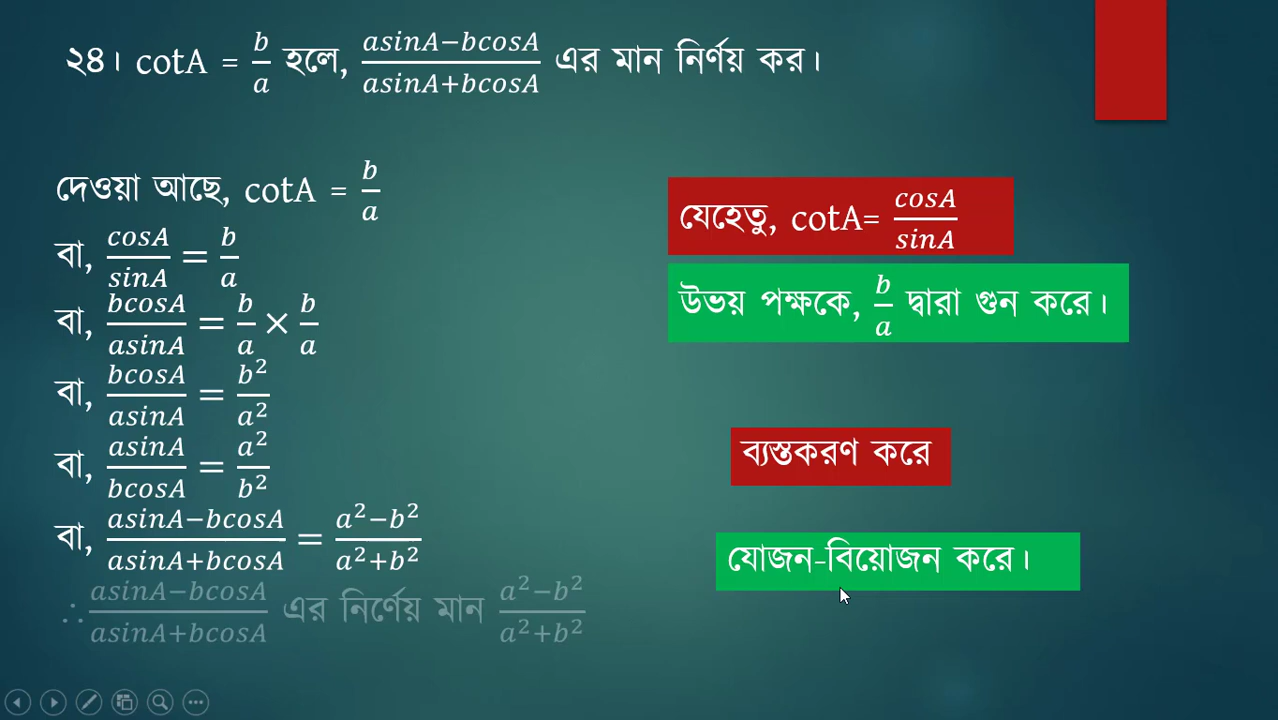 ২৪। cotA = b/a হলে, (asinA−bcosA)/(asinA+bcosA) এর মান নির্ণয় কর।
দেওয়া আছে, cotA = b/a
যেহেতু, cotA= cosA/sinA
বা, cosA/sinA = b/a
উভয় পক্ষকে, b/a দ্বারা গুন করে।
বা, bcosA/asinA = b/a × b/a
বা, bcosA/asinA = b²/a²
বা, asinA/bcosA = a²/b²
ব্যস্তকরণ করে
বা, (asinA−bcosA)/(asinA+bcosA) = (a²−b²)/(a²+b²)
যোজন-বিয়োজন করে।
∴ (asinA−bcosA)/(asinA+bcosA) এর নির্ণেয় মান (a²−b²)/(a²+b²)